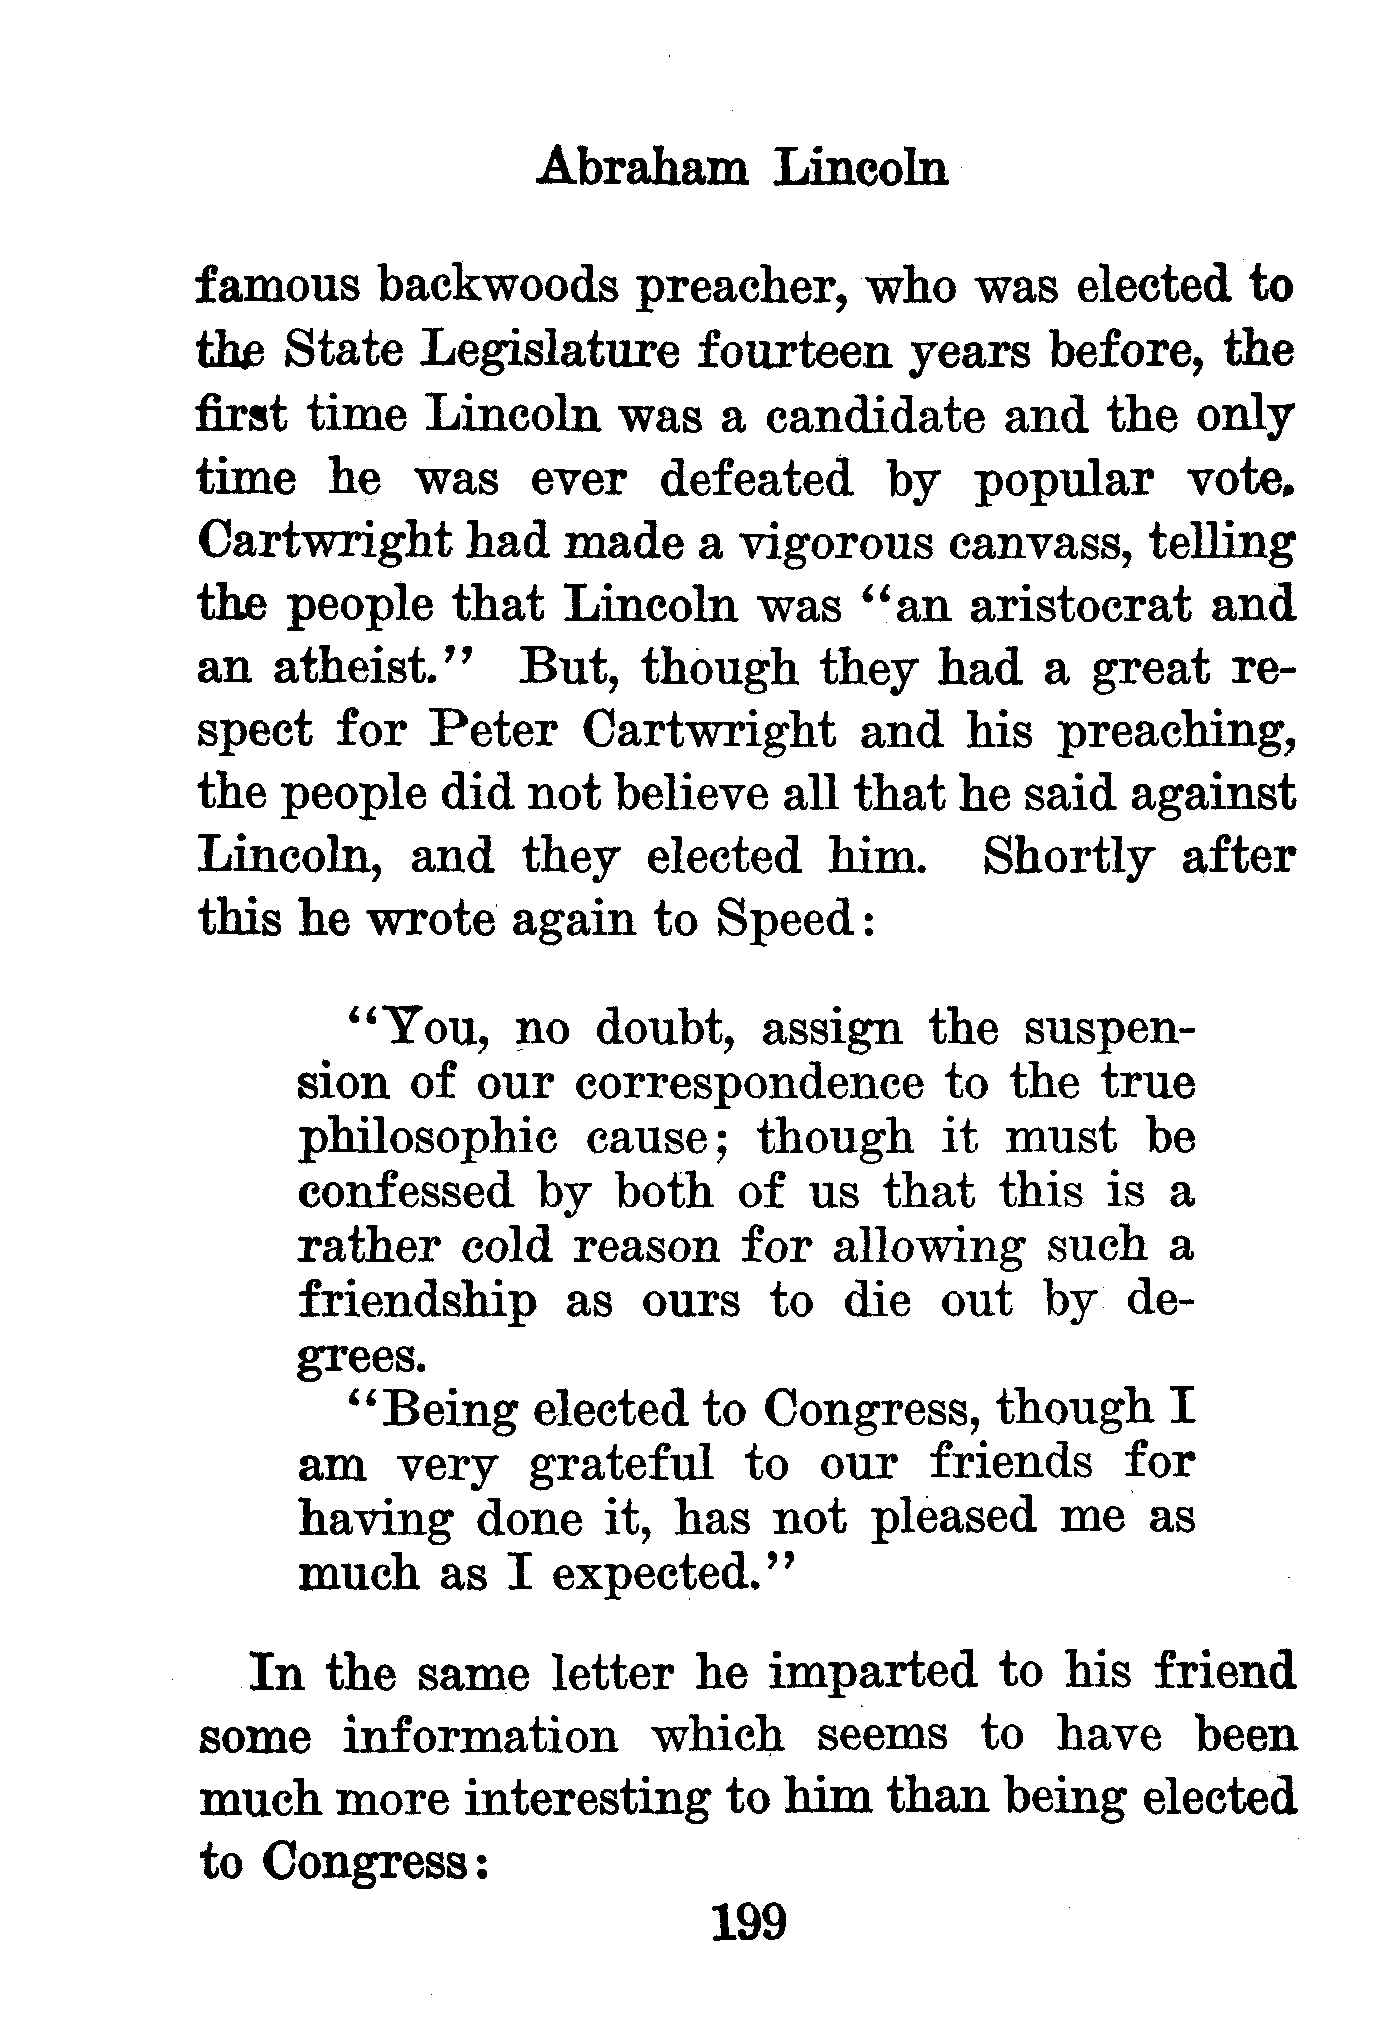 Abraham Lincoln
famous backwoods preacher, who was elected to
the State Legislature fourteen years before, the
first time Lincoln was a candidate and the only
time he was ever defeated by popular vote.
Cartwright had made a vigorous canvass, telling
the people that Lincoln was “an aristocrat and
an atheist.” But, though they had a great re-
spect for Peter Cartwright and his preaching,
the people did not believe all that he said against
Lincoln, and they elected him. Shortly after
this he wrote again to Speed:
“You, no doubt, assign the suspen-
sion of our correspondence to the true
philosophic cause; though it must be
confessed by both of us that this is a
rather cold reason for allowing such a
friendship as ours to die out by de-
grees.
“Being elected to Congress, though I
am very grateful to our friends for
having done it, has not pleased me as
much as I expected.”
In the same letter he imparted to his friend
some information which seems to have been
much more interesting to him than being elected
to Congress:
199